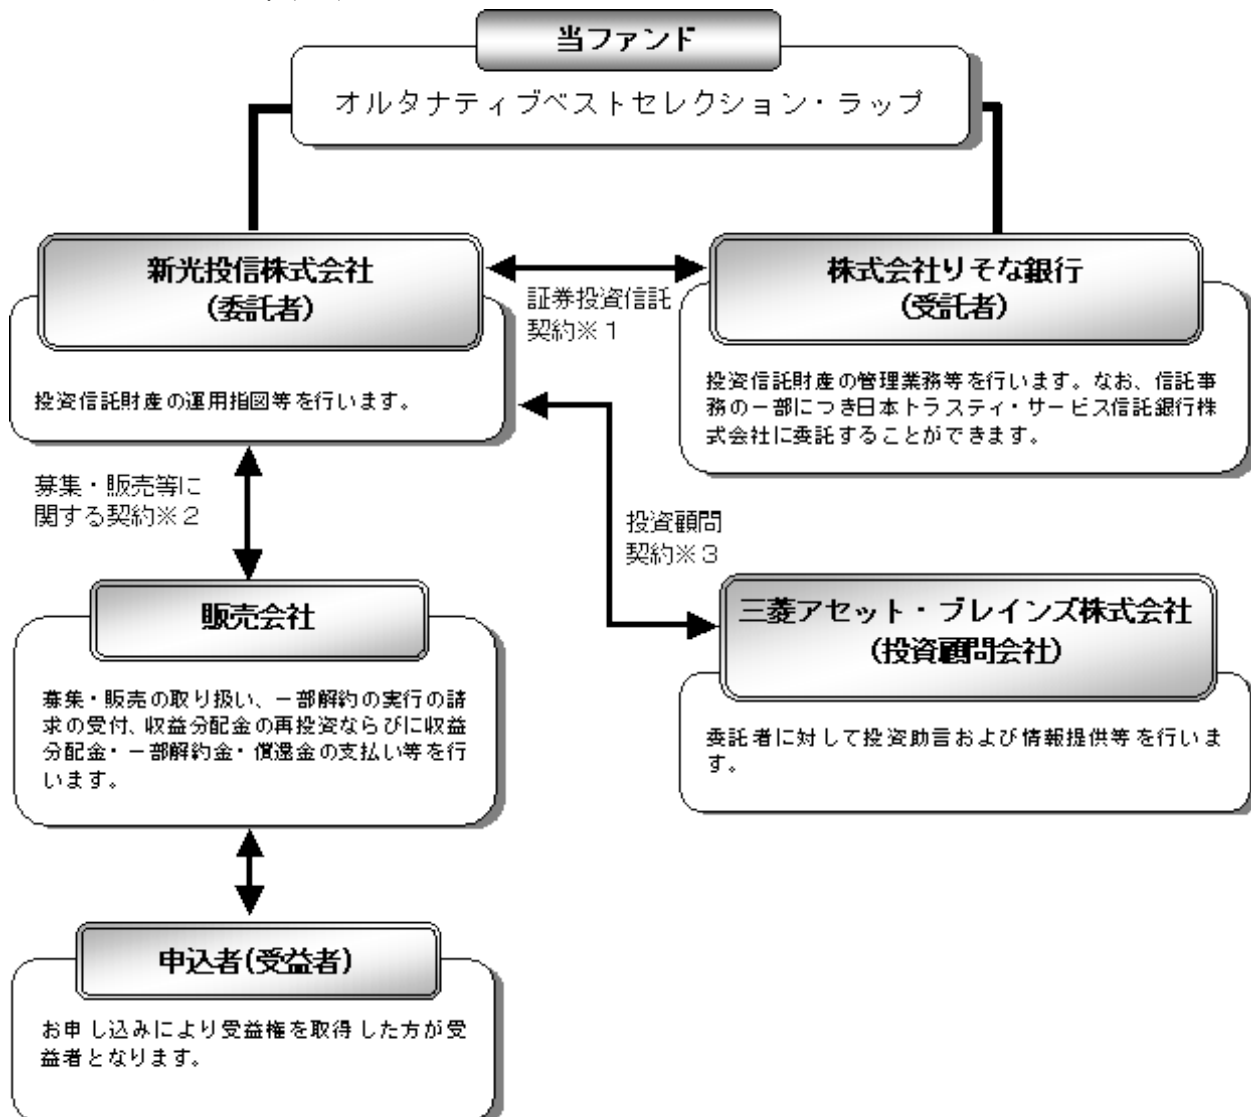 当ファンド
オルタナティブベストセレクション・ラップ
新光投信株式会社
(委託者)
投資信託財産の運用指図等を行います。
証券投資信託
契約※１
株式会社りそな銀行
(受託者)
投資信託財産の管理業務等を行います。なお、信託事
務の一部につき日本トラスティ・サービス信託銀行株
式会社に委託することができます。
募集・販売等に
関する契約※２
投資顧問
契約※３
販売会社
募集・販売の取り扱い、一部解約の実行の請
求の受付、収益分配金の再投資ならびに収益
分配金・一部解約金・償還金の支払い等を行
います。
三菱アセット・ブレインズ株式会社
(投資顧問会社)
委託者に対して投資助言および情報提供等を行いま
す。
申込者(受益者)
お申し込みにより受益権を取得した方が受
益者となります。